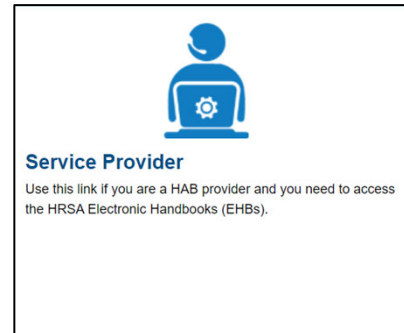 Service Provider
Use this link if you are a HAB provider and you need to access
the HRSA Electronic Handbooks (EHBs).